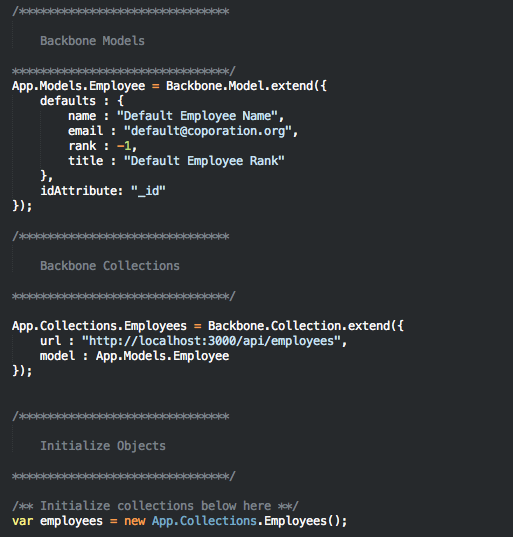 /******************************
Backbone Models
*******************************/
App.Models.Employee = Backbone.Model.extend({
defaults : {
name : "Default Employee Name",
email : "default@coporation.org",
rank : -1,
title : "Default Employee Rank"
},
idAttribute: "_id"
});
/******************************
Backbone Collections
*******************************/
App.Collections.Employees = Backbone.Collection.extend({
url : "http://localhost:3000/api/employees",
model : App.Models.Employee
});
/******************************
Initialize Objects
*******************************/
/** Initialize collections below here **/
var employees = new App.Collections.Employees();